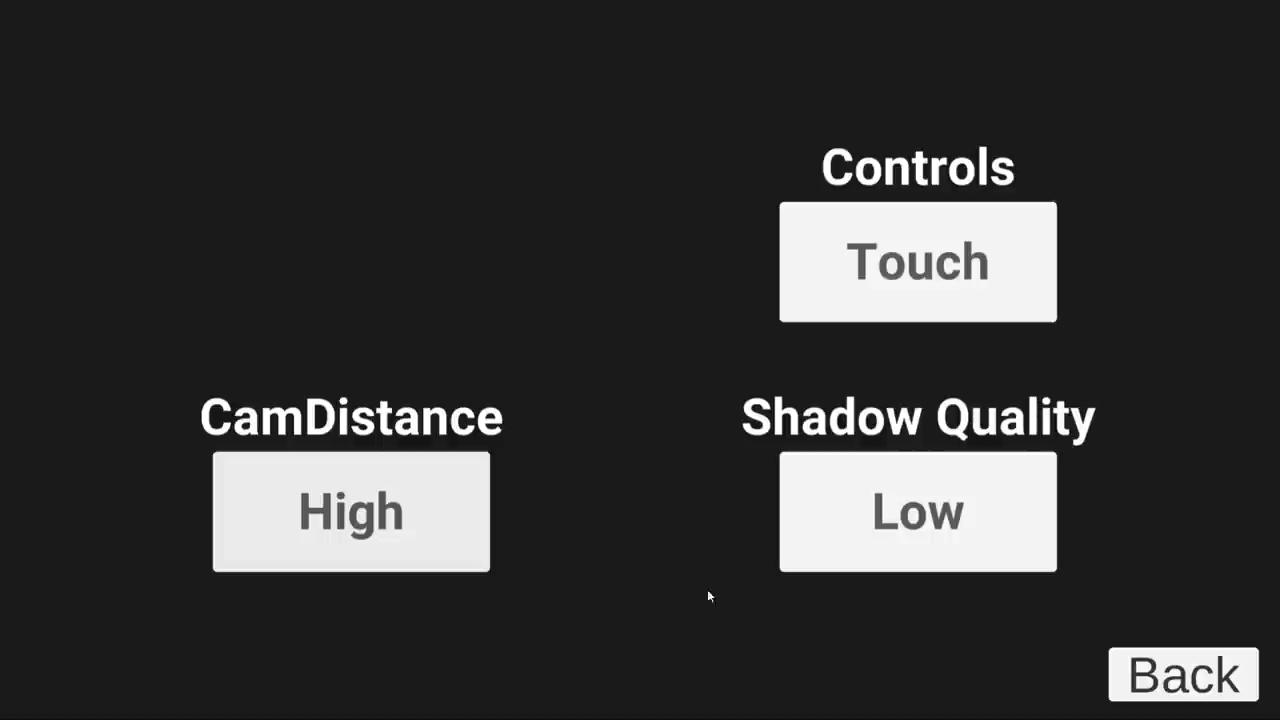 Controls
Touch
CamDistance
High
Shadow Quality
Low
Back